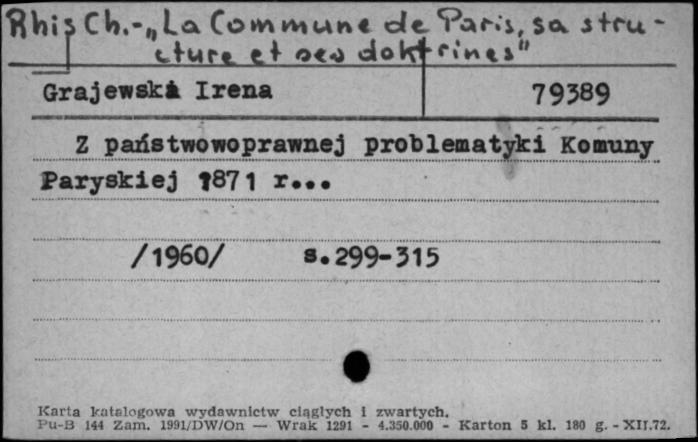 Rhis Ch.-„La Commune de Paris, sa stru-
cture et ses doktrines"
Grajewska Irena 79389
Z państwowoprawnej problematyki Komuny
Paryskiej 1871 r...
/1960/ s.299-315
Karta katalogowa wydawnictw ciągłych i zwartych.
Pu-B 144 Zam. 1991/DW/On — Wrak 1291 - 4.350.000 - Karton 5 kl. 180 g. - XII.72.